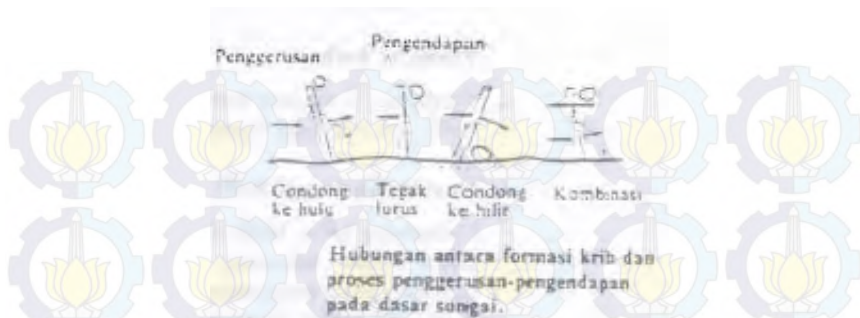 Penggerusan
Pengendapan
Condong
ke hulu
Tegak
lurus
Condong
ke hilir
Kombinasi
Hubungan antara formasi krib dan
proses penggerusan-pengendapan
pada dasar sungai.